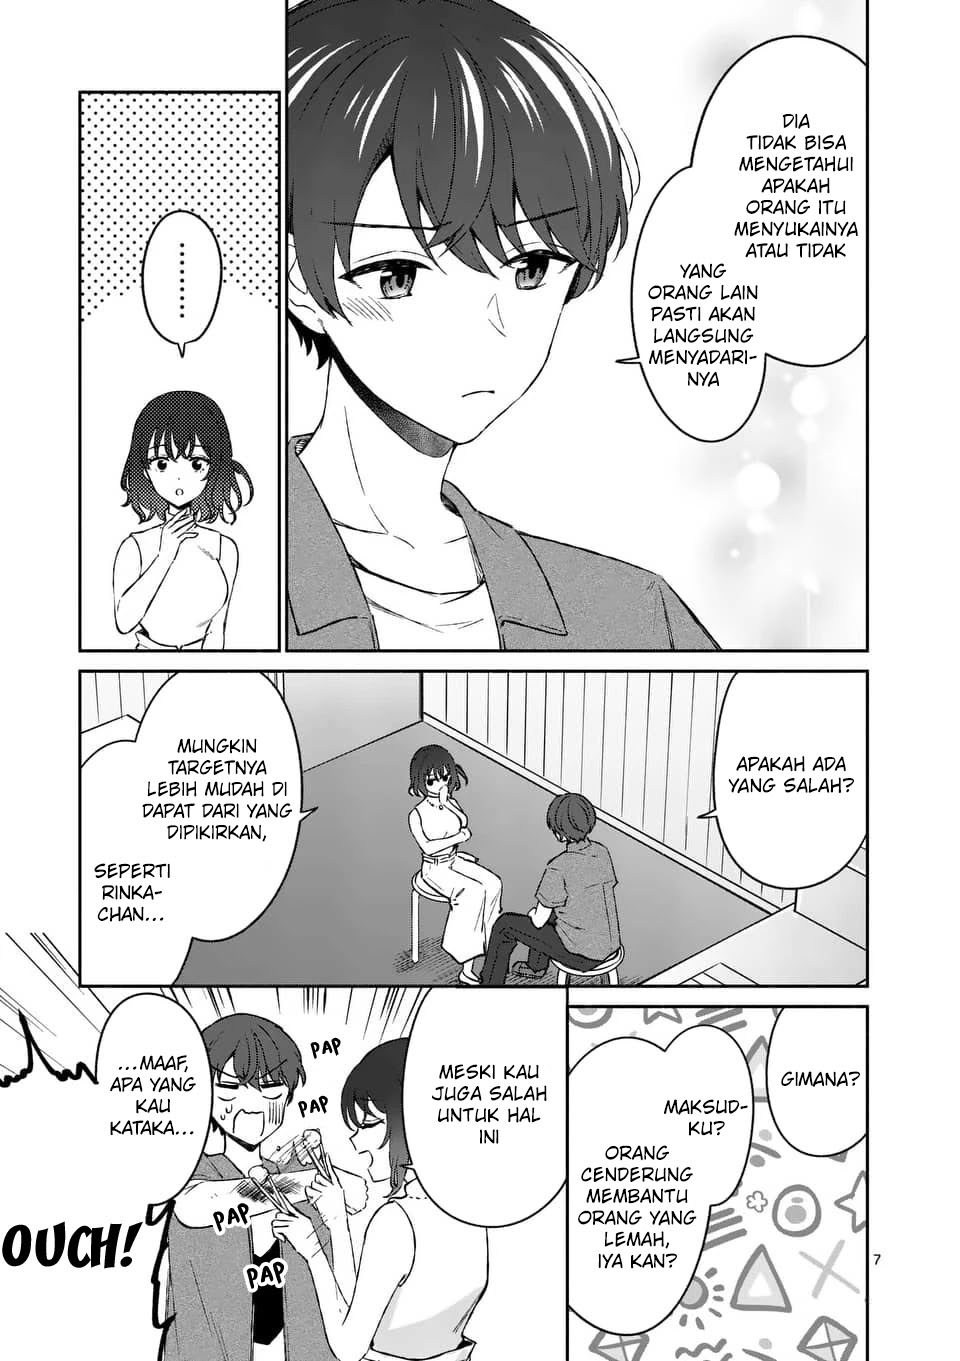 DIA
TIDAK BISA
MENGETAHUI
APAKAH
ORANG ITU
MENYUKAINYA
ATAU TIDAK
YANG
ORANG LAIN
PASTI AKAN
LANGSUNG
MENYADARI-
NYA
.........
APAKAH ADA
YANG SALAH?
MUNGKIN
TARGETNYA
LEBIH MUDAH DI
DAPAT DARI YANG
DIPIKIRKAN,
SEPERTI
RINKA-
CHAN...
GIMANA?
MAKSUD-
KU?
ORANG
CENDERUNG
MEMBANTU
ORANG YANG
LEMAH,
IYA KAN?
MESKI KAU
JUGA SALAH
UNTUK HAL
INI
PAP
PAP
PAP
PAP
...MAAF,
APA YANG
KAU
KATAKA...
OUCH!
7